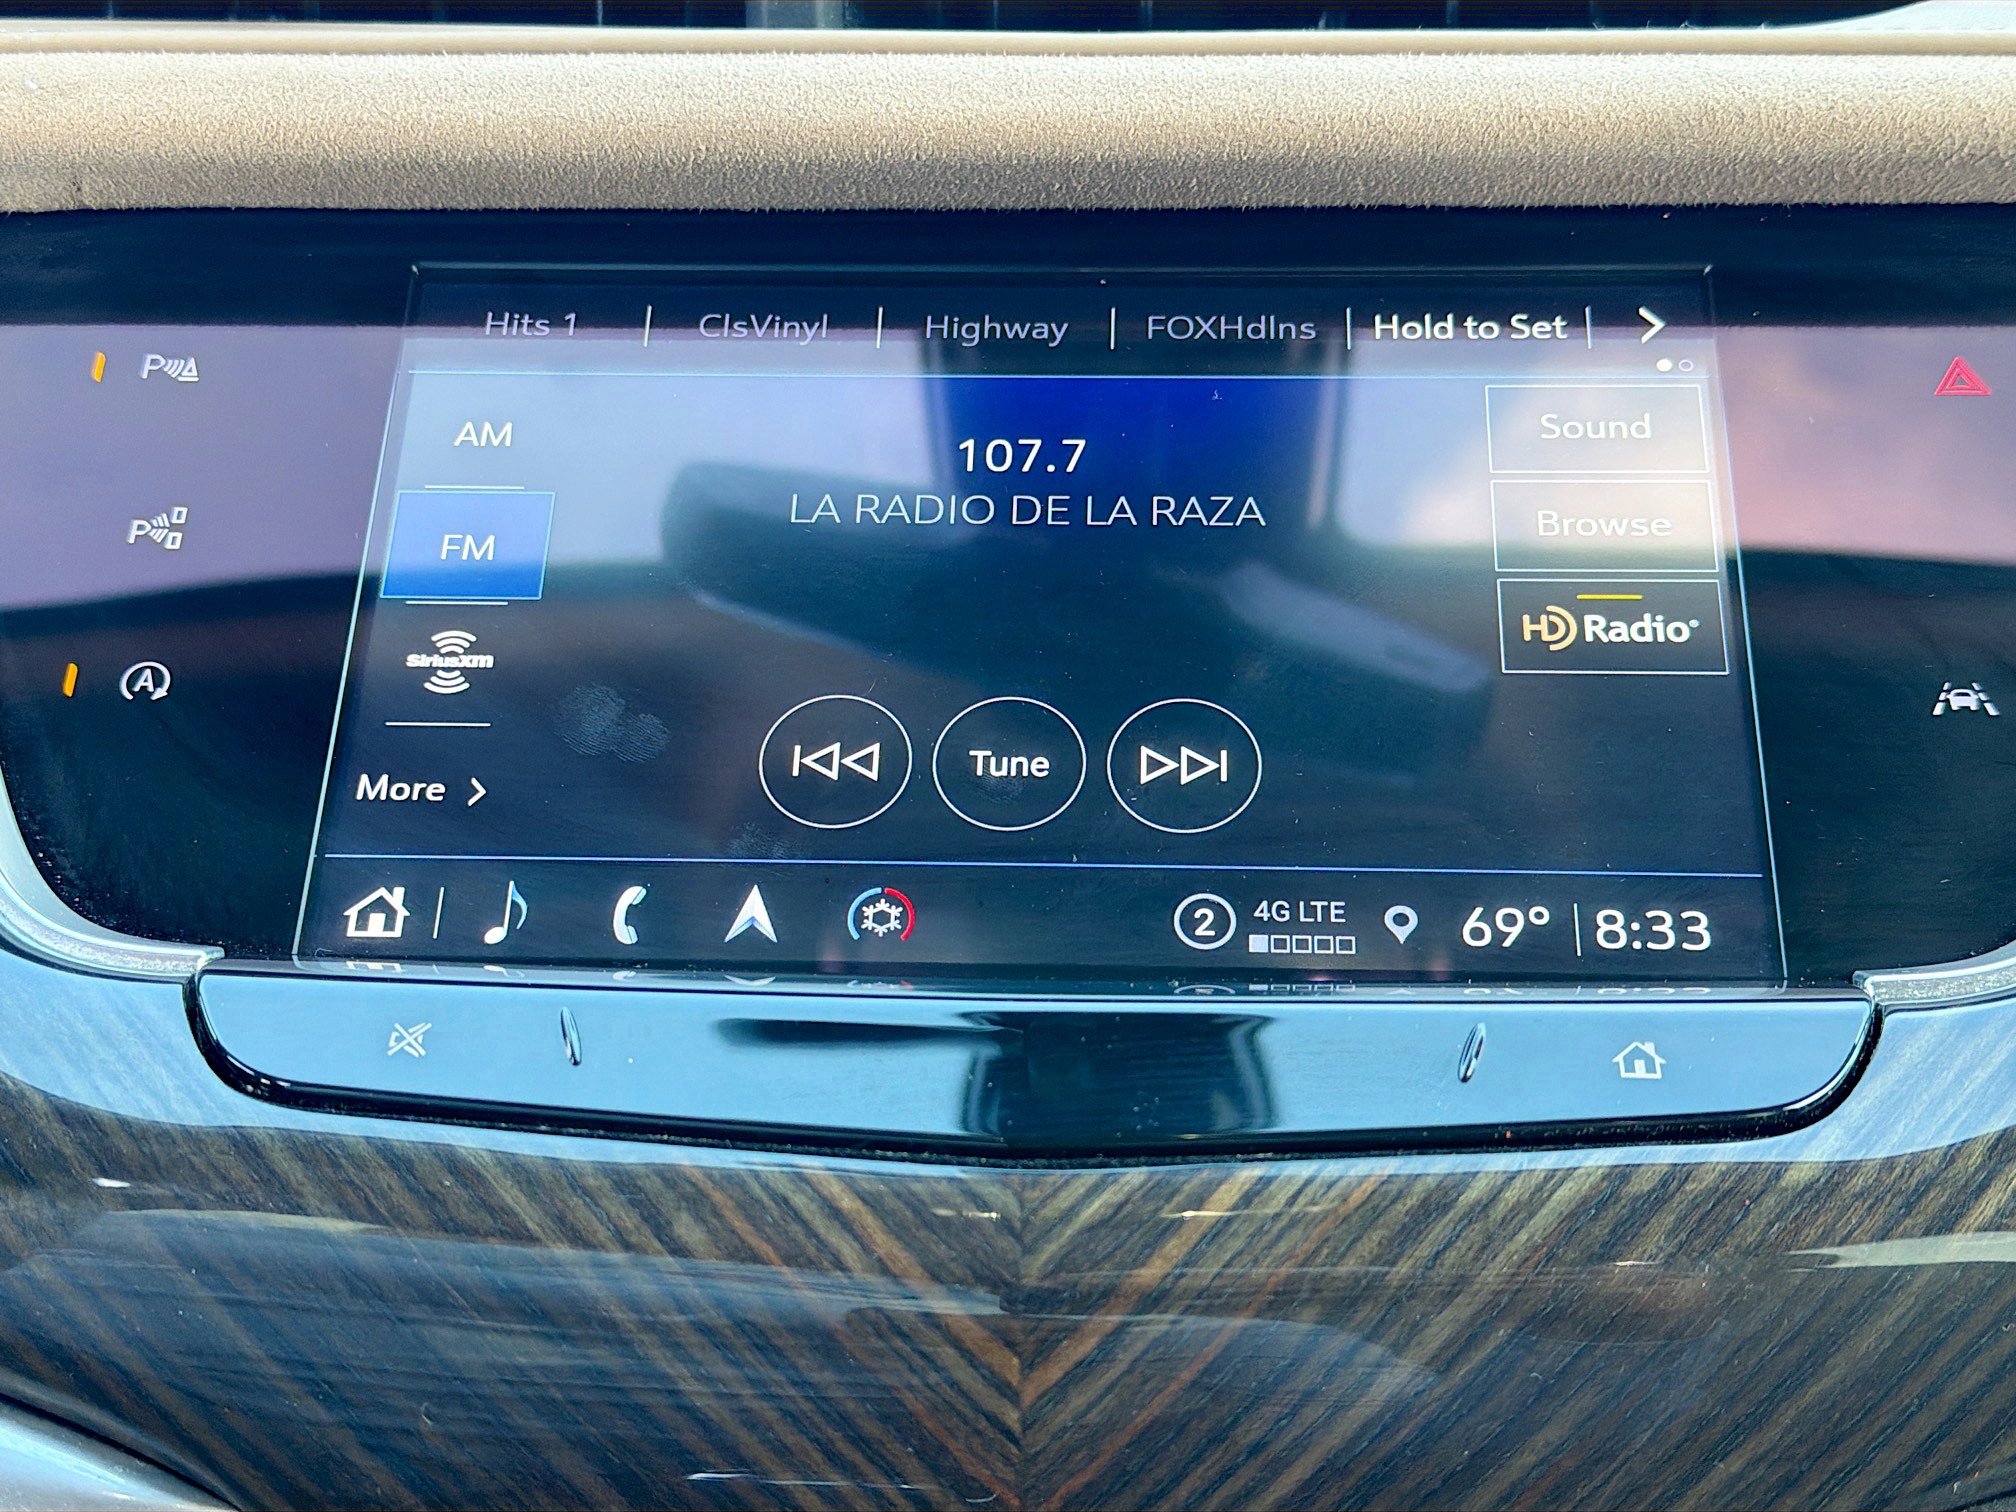 Hits 1 | ClsVinyl | Highway | FOXHdlns | Hold to Set |
AM
FM
SiriusXM
More
107.7
LA RADIO DE LA RAZA
Tune
Sound
Browse
HD Radio®
2 4G LTE 69° | 8:33
P
P
A